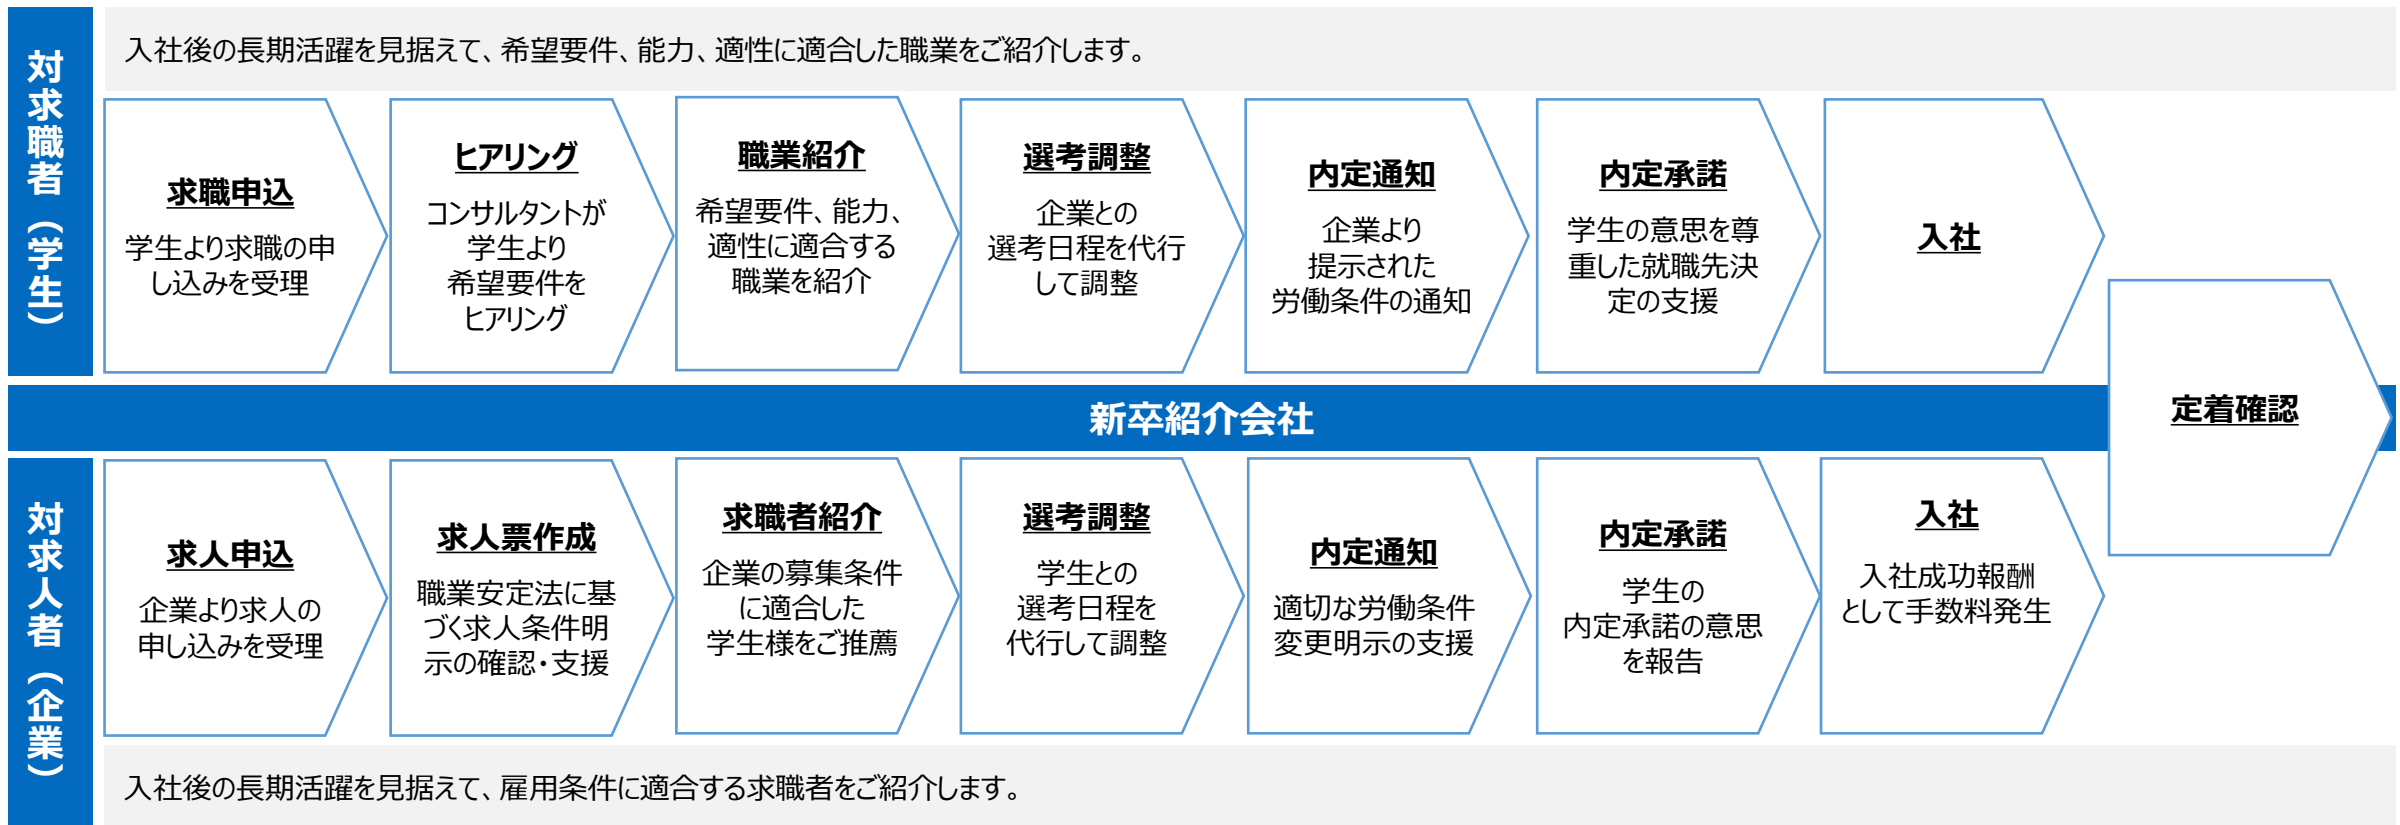 対求職者（学生）
入社後の長期活躍を見据えて、希望要件、能力、適性に適合した職業をご紹介します。
求職申込
学生より求職の申
し込みを受理
ヒアリング
コンサルタントが
学生より
希望要件を
ヒアリング
職業紹介
希望要件、能力、
適性に適合する
職業を紹介
選考調整
企業との
選考日程を代行
して調整
内定通知
企業より
提示された
労働条件の通知
内定承諾
学生の意思を尊
重した就職先決
定の支援
入社
新卒紹介会社
定着確認
対求人者（企業）
求人申込
企業より求人の
申し込みを受理
求人票作成
職業安定法に基
づく求人条件明
示の確認・支援
求職者紹介
企業の募集条件
に適合した
学生様をご推薦
選考調整
学生との
選考日程を
代行して調整
内定通知
適切な労働条件
変更明示の支援
内定承諾
学生の
内定承諾の意思
を報告
入社
入社成功報酬
として手数料発生
入社後の長期活躍を見据えて、雇用条件に適合する求職者をご紹介します。